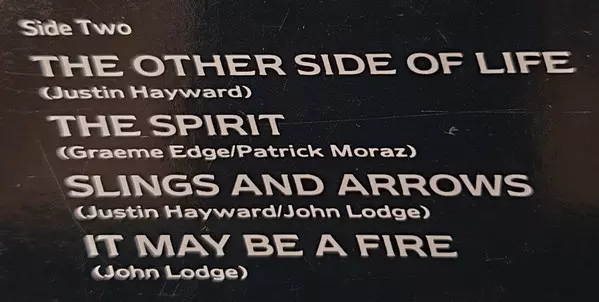 Side Two
THE OTHER SIDE OF LIFE
(Justin Hayward)
THE SPIRIT
(Graeme Edge/Patrick Moraz)
SLINGS AND ARROWS
(Justin Hayward/John Lodge)
IT MAY BE A FIRE
(John Lodge)